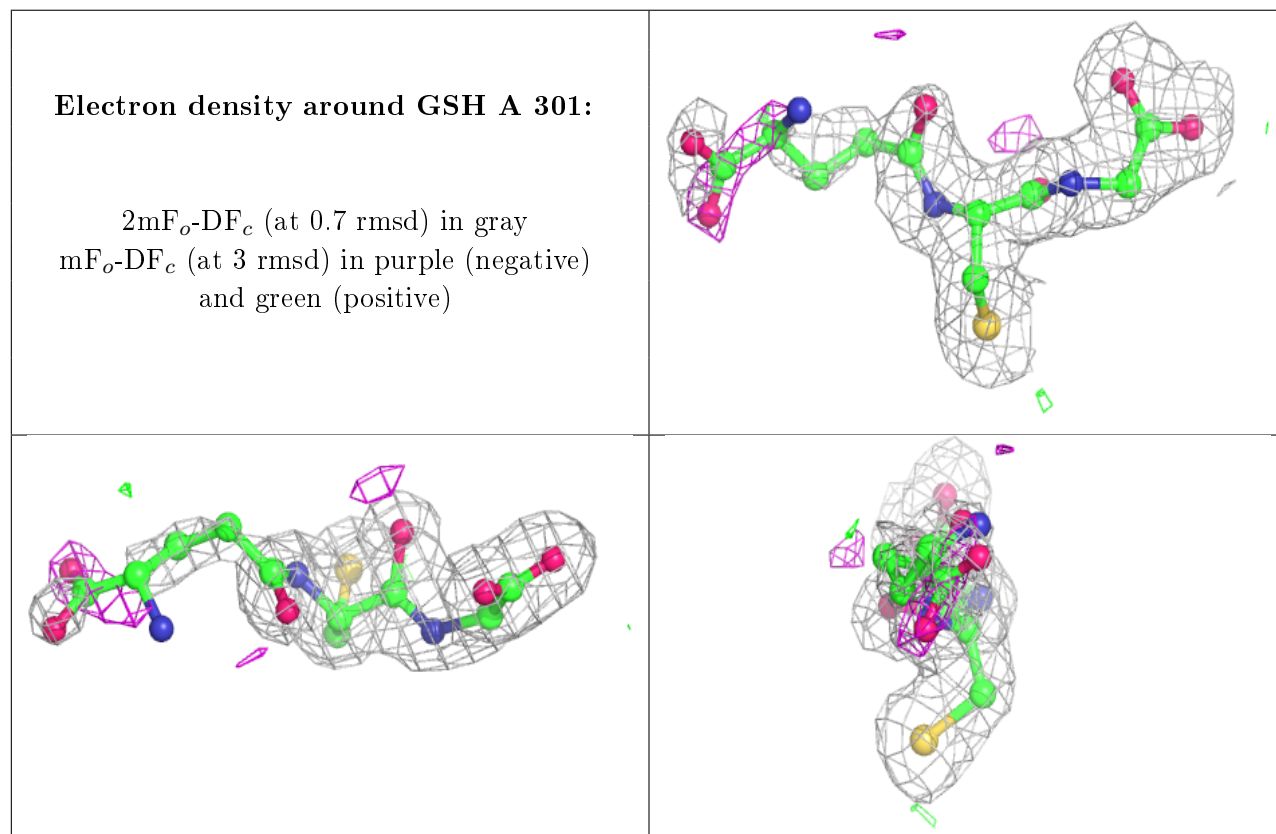 Electron density around GSH A 301:
2mFo-DFc (at 0.7 rmsd) in gray
mFo-DFc (at 3 rmsd) in purple (negative)
and green (positive)